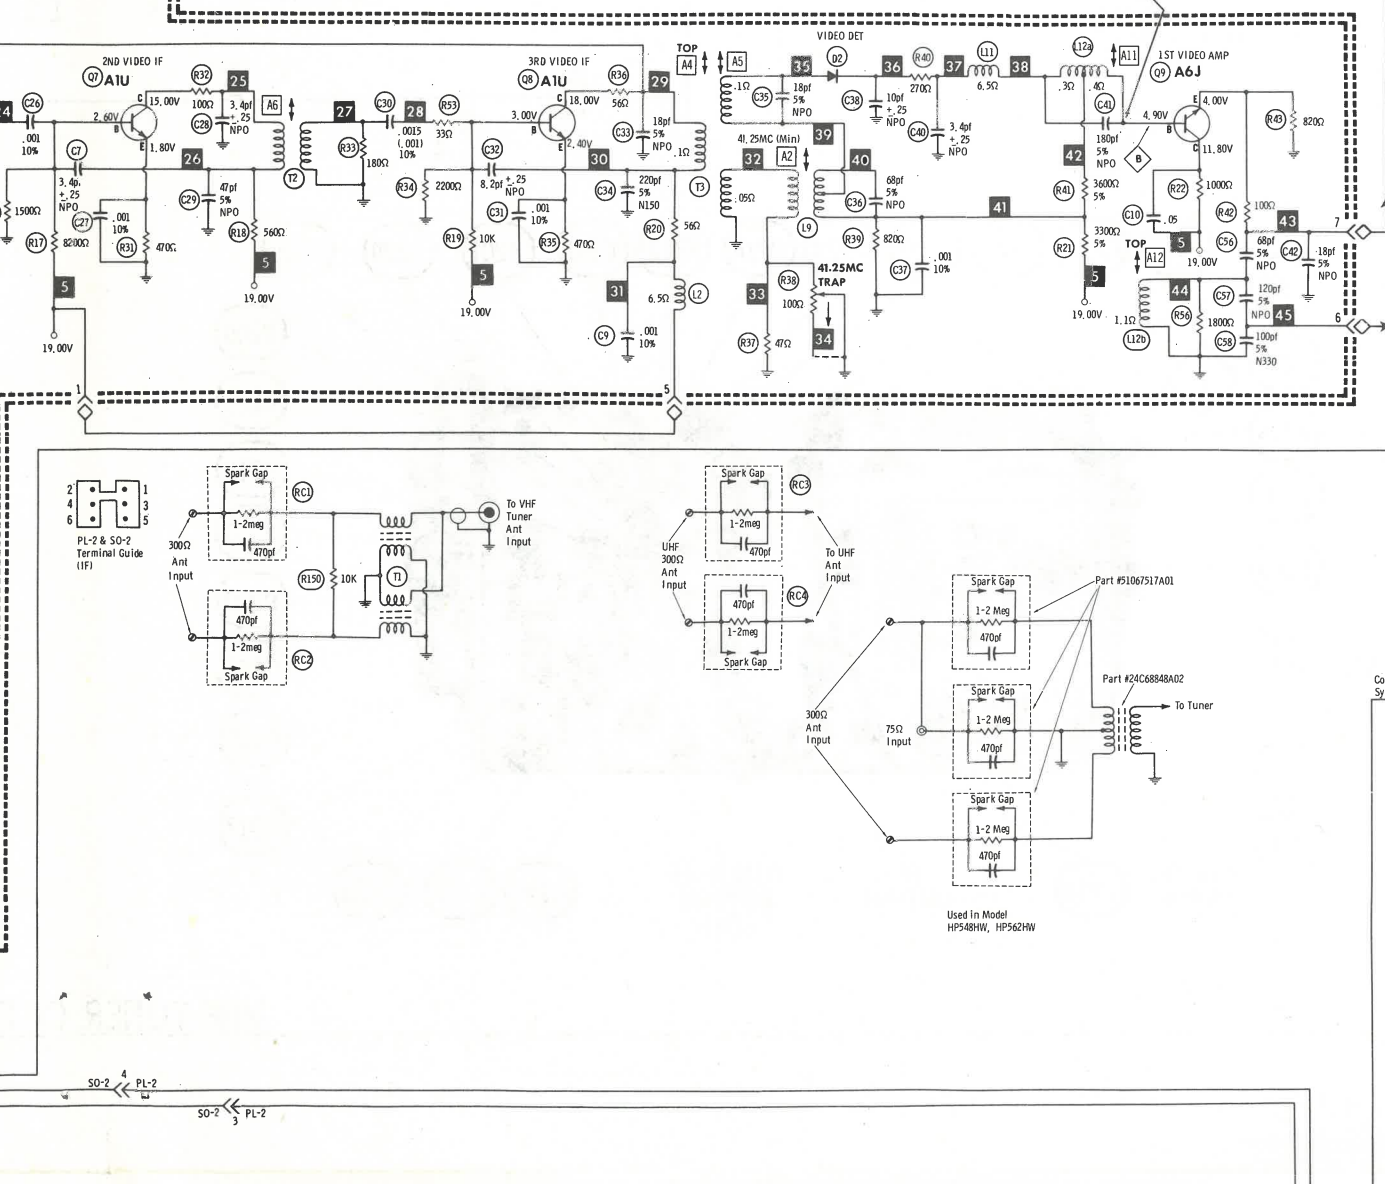 VIDEO DET
2ND VIDEO IF
Q7 A1U
3RD VIDEO IF
Q8 A1U
1ST VIDEO AMP
Q9 A6J
C26
.001
10%
2.60V
B
C
15.00V
E
1.80V
R32
100Ω
25
3.4pf
±.25
NPO
C28
A6
T2
26
C7
3.4pf
±.25
NPO
1500Ω
R17
8200Ω
C27
.001
10%
R31
470Ω
C29
47pf
5%
NPO
R18
560Ω
5
19.00V
5
19.00V
27
R33
180Ω
C30
.0015
(.001)
10%
28
R53
33Ω
R34
2200Ω
C32
8.2pf
±.25
NPO
R19
10K
5
19.00V
3.00V
B
C
18.00V
E
2.40V
C31
.001
10%
R35
470Ω
R36
56Ω
29
C33
18pf
5%
NPO
30
C34
220pf
5%
N150
R20
56Ω
31
6.5Ω
L2
C9
.001
10%
.1Ω
T3
TOP
A4
A5
.1Ω
C35
35
18pf
5%
NPO
D2
36
C38
10pf
±.25
NPO
R40
270Ω
37
C40
3.4pf
±.25
NPO
L11
6.5Ω
38
L12a
.3Ω
.4Ω
A11
C41
180pf
5%
NPO
39
41.25MC (Min)
32
A2
.05Ω
L9
40
C36
68pf
5%
NPO
R39
820Ω
C37
.001
10%
41
42
R41
3600Ω
5%
R21
3300Ω
5%
5
19.00V
33
R37
47Ω
R38
100Ω
41.25MC
TRAP
34
4.90V
B
B
E
4.00V
C
11.80V
R43
820Ω
R22
1000Ω
C10
.05
5
19.00V
TOP
A12
R42
100Ω
43
7
C56
68pf
5%
NPO
C42
18pf
5%
NPO
44
1.1Ω
L12b
R56
1800Ω
C57
120pf
5%
NPO
45
6
C58
100pf
5%
N330
1
5
2
1
4
3
6
5
PL-2 & SO-2
Terminal Guide
(IF)
Spark Gap
1-2meg
470pf
RC1
300Ω
Ant
Input
R150
10K
T1
To VHF
Tuner
Ant
Input
470pf
1-2meg
Spark Gap
RC2
Spark Gap
1-2meg
470pf
RC3
UHF
300Ω
Ant
Input
To UHF
Ant
Input
470pf
1-2meg
Spark Gap
RC4
Part #51067517A01
Spark Gap
1-2 Meg
470pf
Part #24C68848A02
Spark Gap
1-2 Meg
470pf
To Tuner
300Ω
Ant
Input
75Ω
Input
Spark Gap
1-2 Meg
470pf
Used in Model
HP548HW, HP562HW
SO-2
4
PL-2
SO-2
3
PL-2